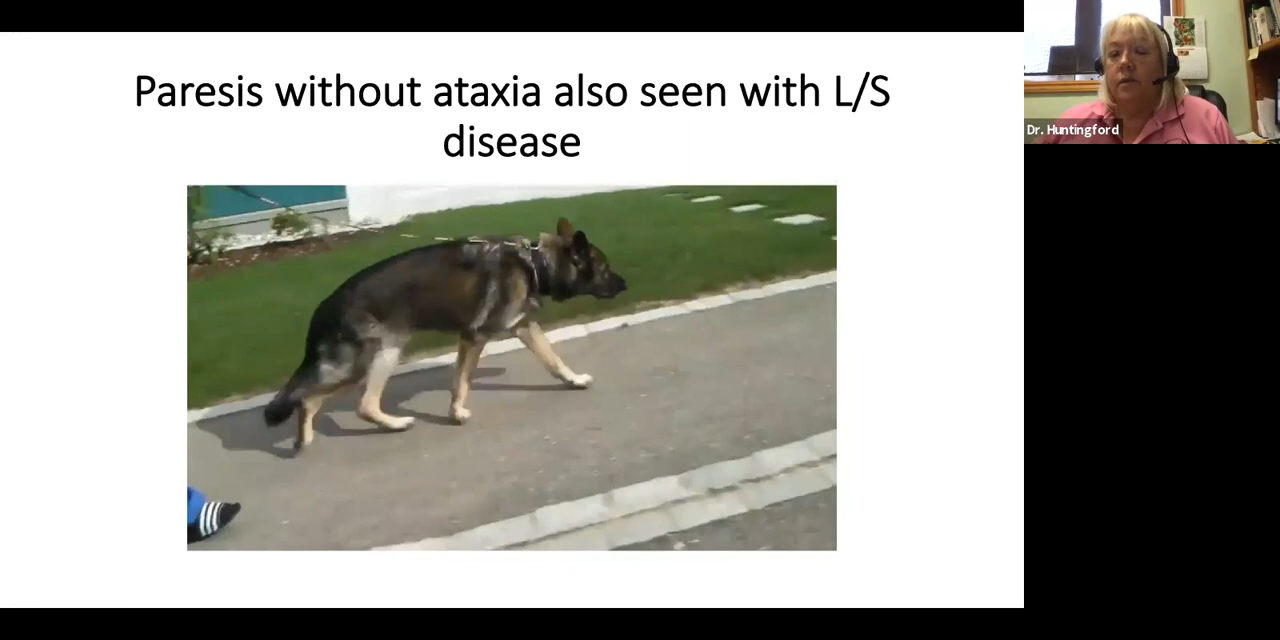 Paresis without ataxia also seen with L/S
disease
Dr. Huntingford